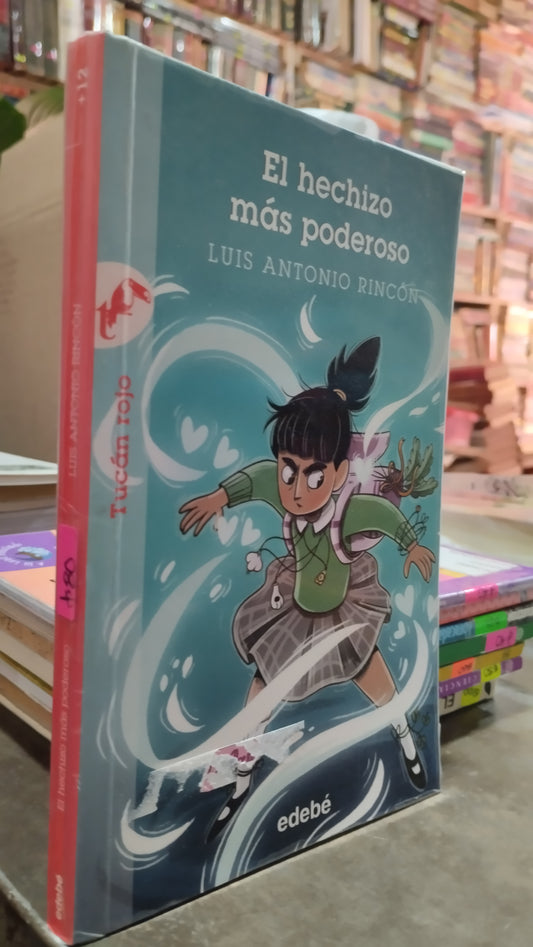 El hechizo
más poderoso
LUIS ANTONIO RINCÓN
Tucán rojo
edebé
+12
LUIS ANTONIO RINCÓN
El hechizo más poderoso
edebé